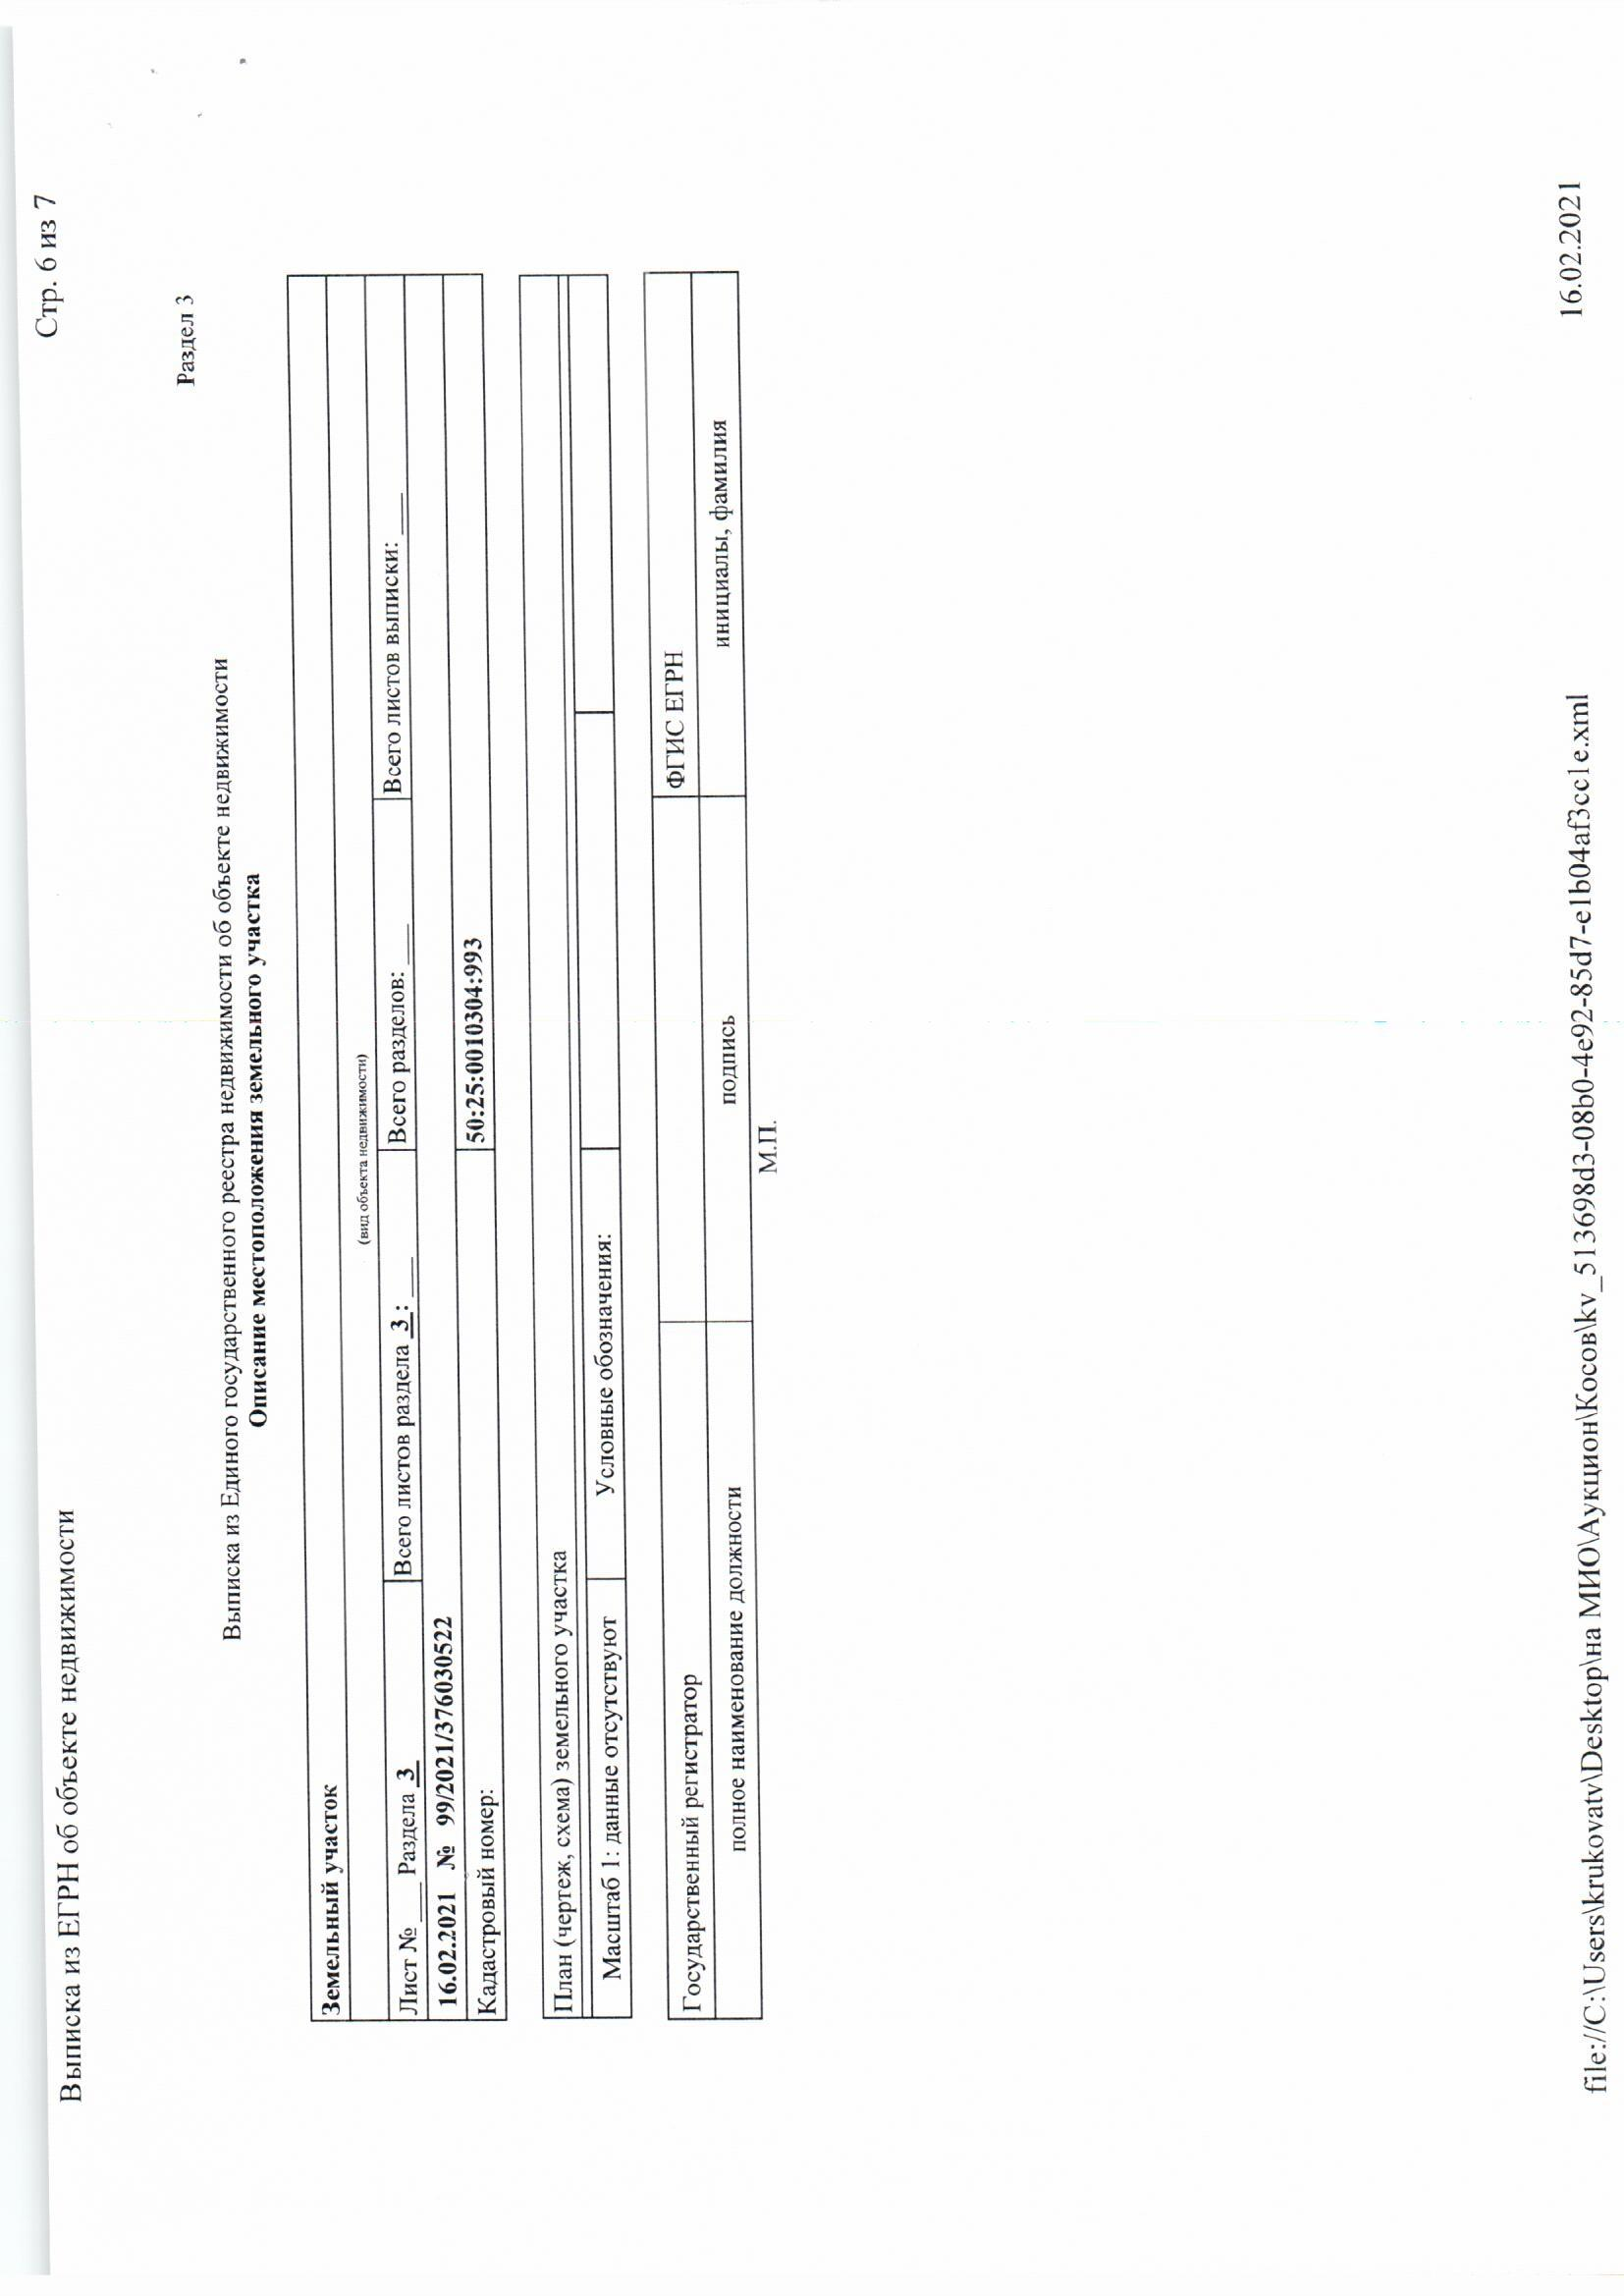 Выписка из ЕГРН об объекте недвижимости Стр. 6 из 7
Раздел 3
Выписка из Единого государственного реестра недвижимости об объекте недвижимости
Описание местоположения земельного участка
Земельный участок
(вид объекта недвижимости)
Лист № ___ Раздела 3 Всего листов раздела 3 : ___ Всего разделов: ___ Всего листов выписки: ___
16.02.2021 № 99/2021/376030522
Кадастровый номер: 50:25:0010304:993
План (чертеж, схема) земельного участка
Масштаб 1: данные отсутствуют Условные обозначения:
Государственный регистратор ФГИС ЕГРН
полное наименование должности подпись инициалы, фамилия
М.П.
file://C:\Users\krukovatv\Desktop\на МИО\Аукцион\Косов\kv_513698d3-08b0-4e92-85d7-e1b04af3cc1e.xml 16.02.2021